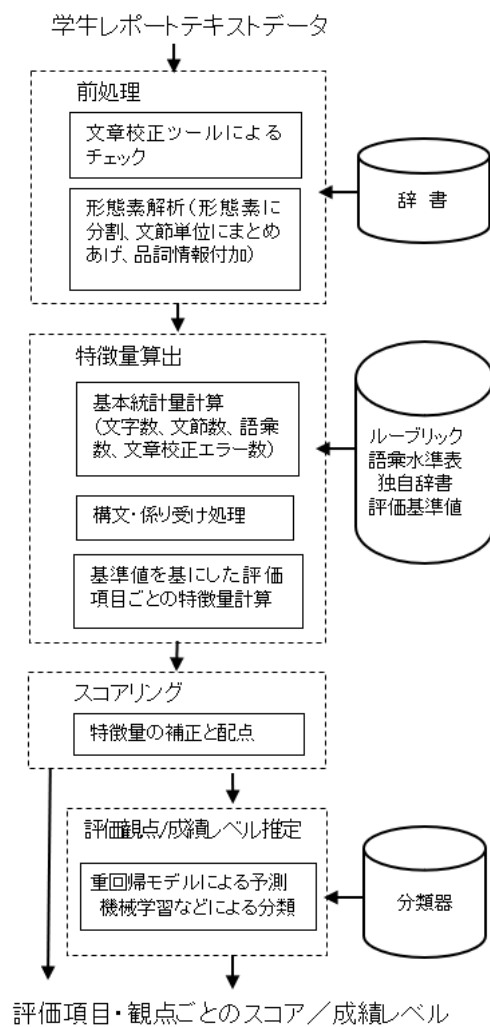 学生レポートテキストデータ
前処理
文章校正ツールによる
チェック
形態素解析(形態素に
分割、文節単位にまとめ
あげ、品詞情報付加)
辞 書
特徴量算出
基本統計量計算
(文字数、文節数、語彙
数、文章校正エラー数)
構文・係り受け処理
基準値を基にした評価
項目ごとの特徴量計算
ルーブリック
語彙水準表
独自辞書
評価基準値
スコアリング
特徴量の補正と配点
評価観点/成績レベル推定
重回帰モデルによる予測
機械学習などによる分類
分類器
評価項目・観点ごとのスコア/成績レベル